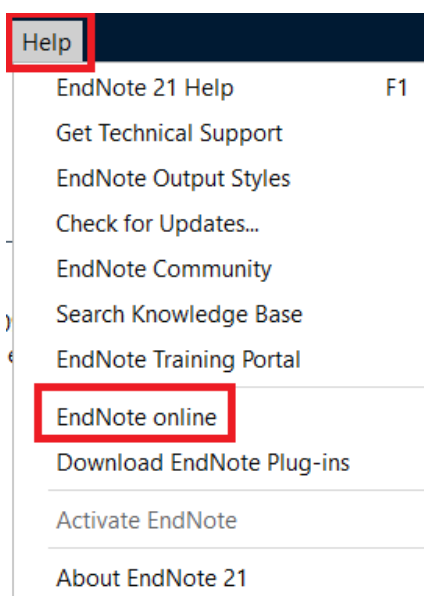 Help
EndNote 21 Help F1
Get Technical Support
EndNote Output Styles
Check for Updates...
EndNote Community
Search Knowledge Base
EndNote Training Portal
EndNote online
Download EndNote Plug-ins
Activate EndNote
About EndNote 21